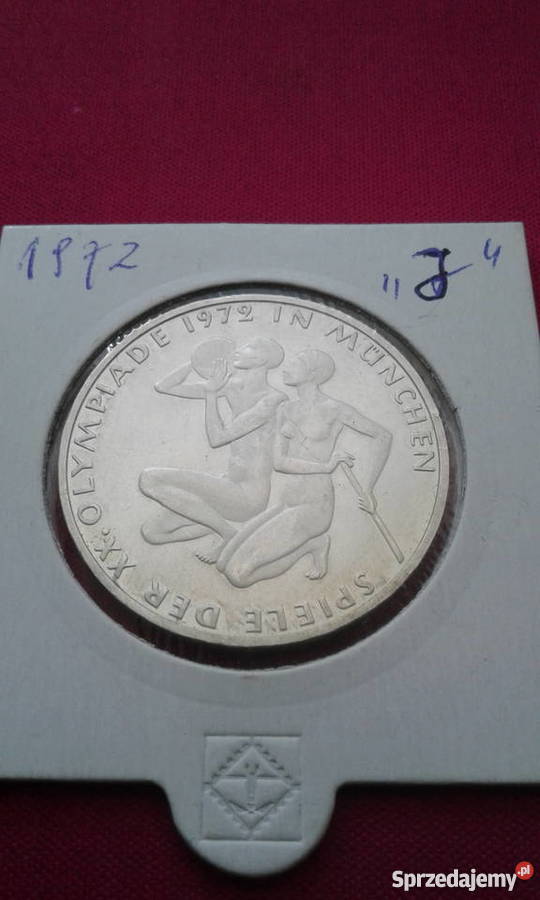 1972 „J“
SPIELE DER XX. OLYMPIADE 1972 IN MÜNCHEN
Sprzedajemy.pl